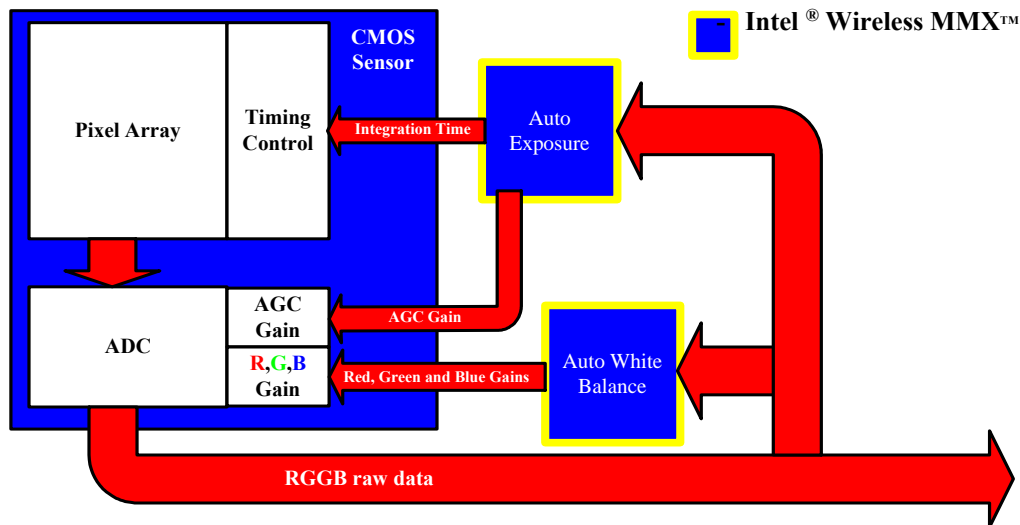 CMOS
Sensor
- Intel ® Wireless MMX™
Pixel Array
Timing
Control
Integration Time
Auto
Exposure
ADC
AGC
Gain
AGC Gain
R,G,B
Gain
Red, Green and Blue Gains
Auto White
Balance
RGGB raw data